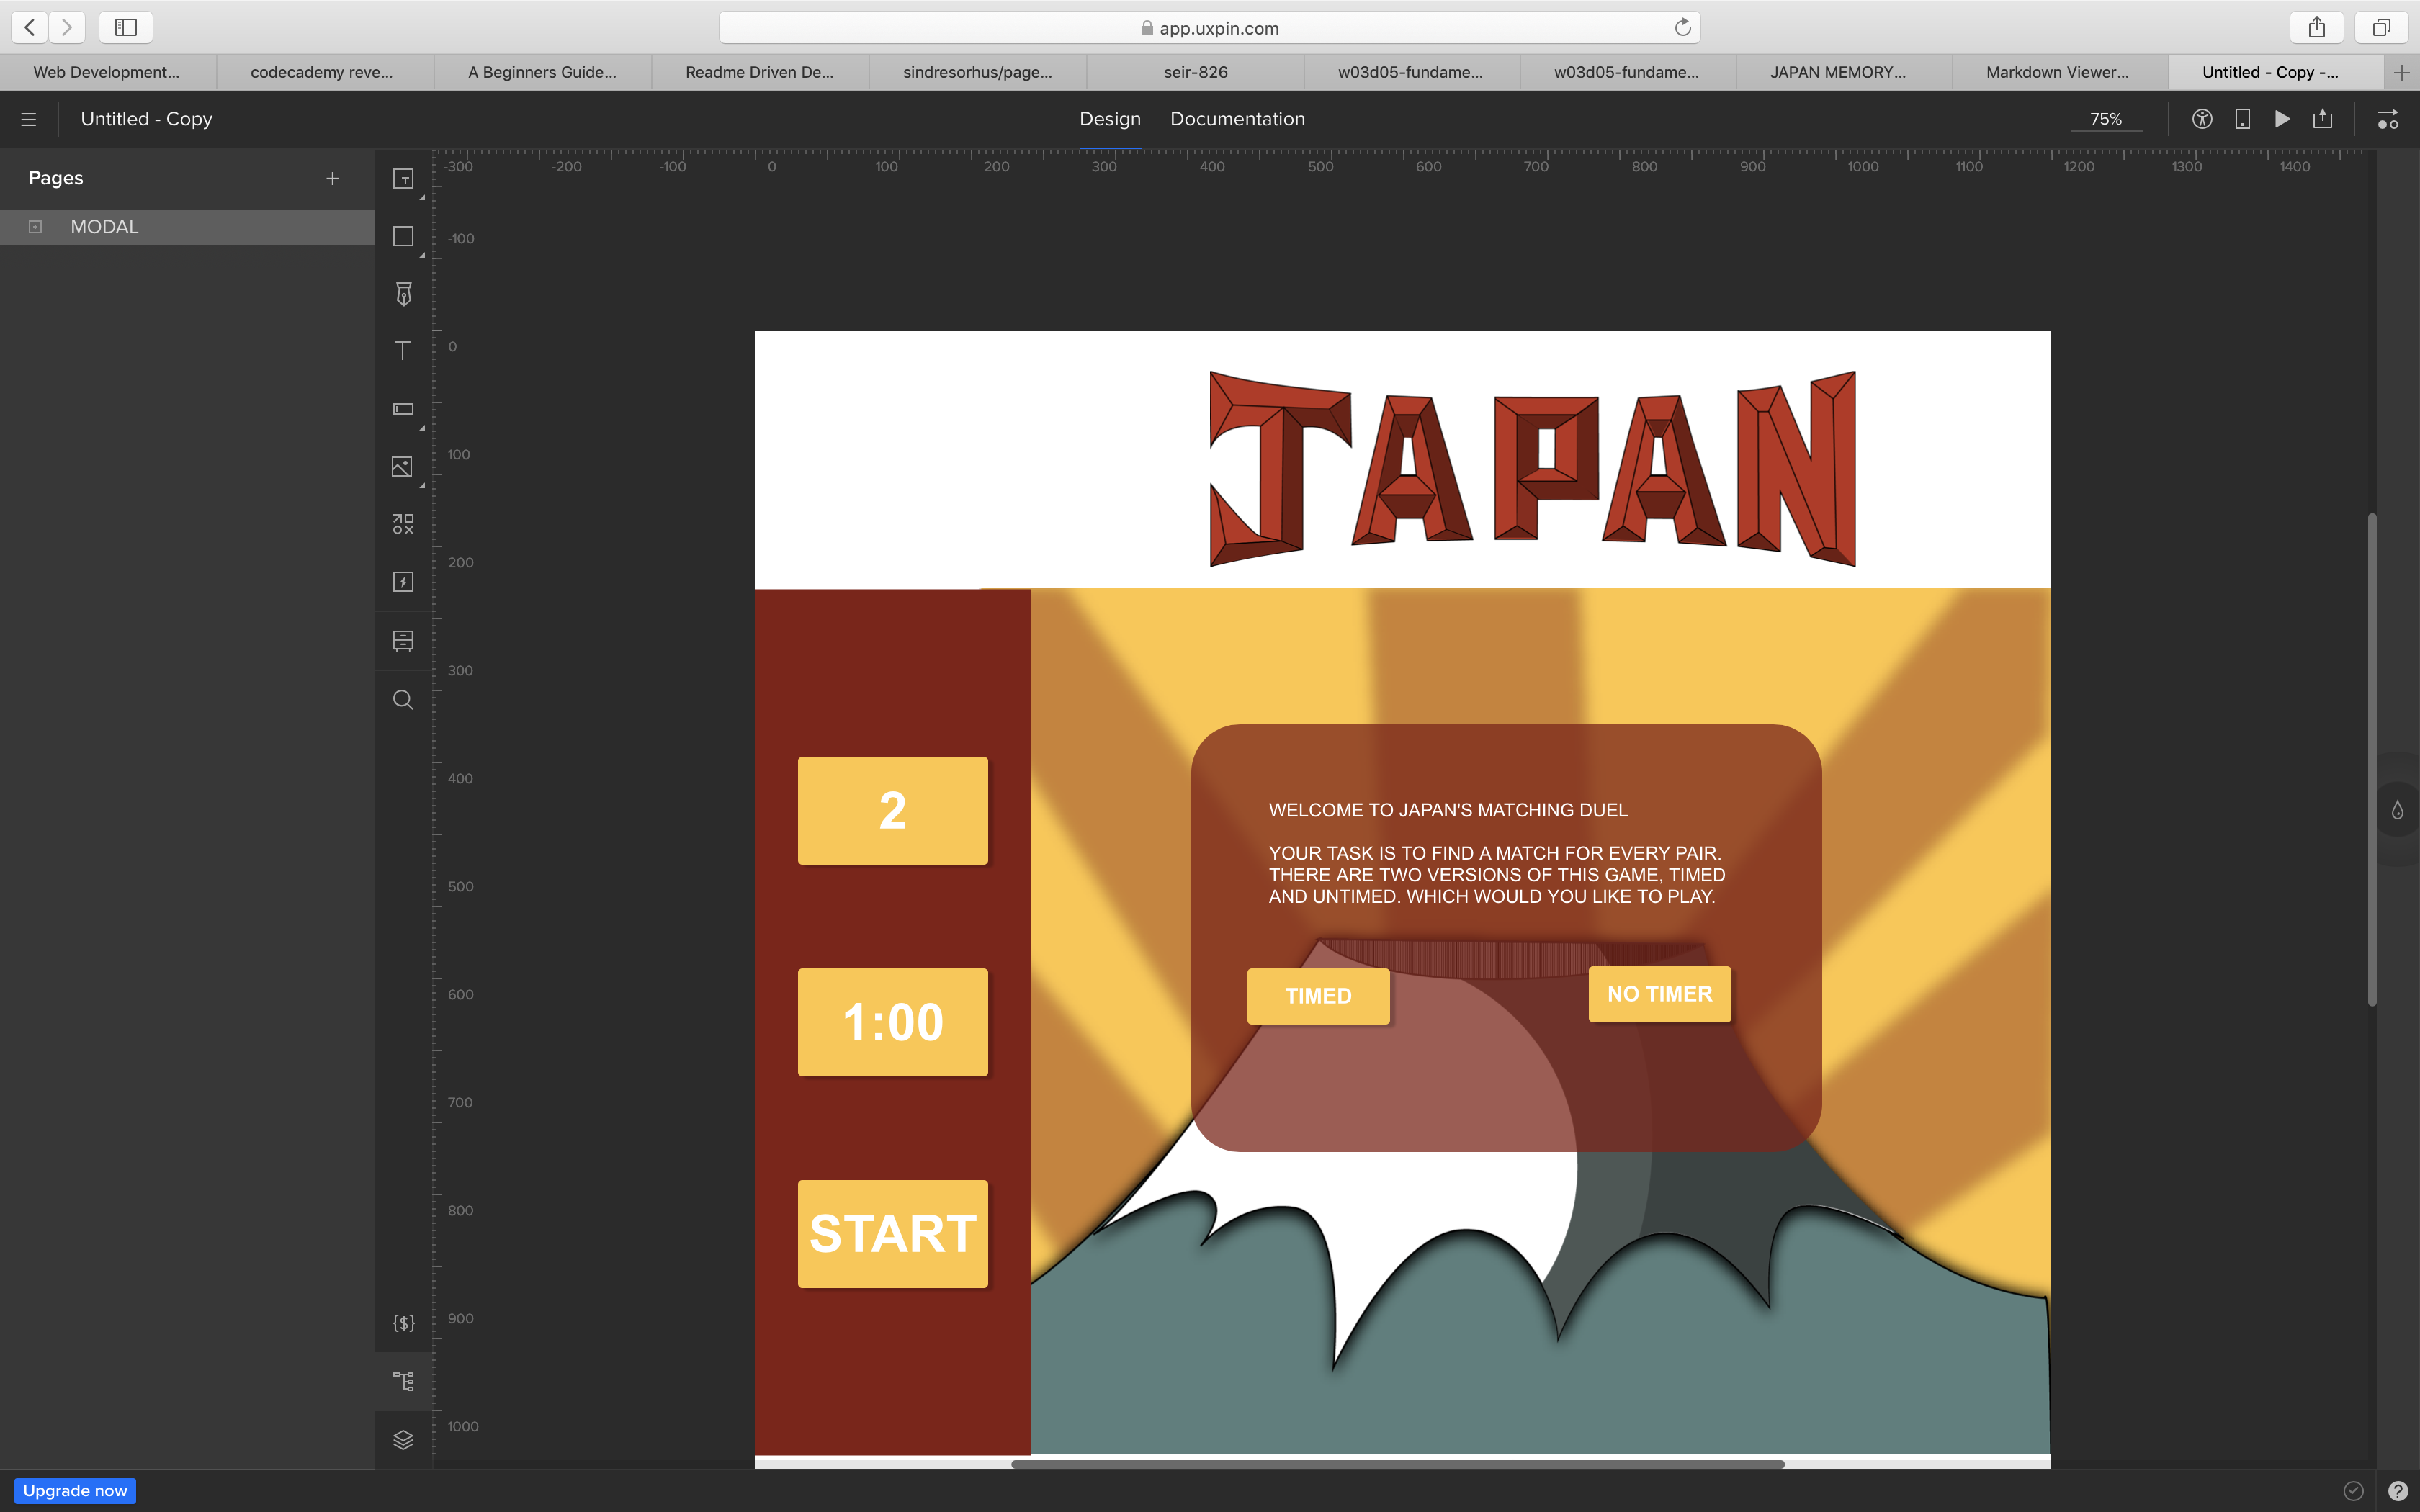 app.uxpin.com
Web Development...
codecademy reve...
A Beginners Guide...
Readme Driven De...
sindresorhus/page...
seir-826
w03d05-fundame...
w03d05-fundame...
JAPAN MEMORY...
Markdown Viewer...
Untitled - Copy -...
Untitled - Copy
Design
Documentation
75%
Pages
MODAL
-300
-200
-100
0
100
200
300
400
500
600
700
800
900
1000
1100
1200
1300
1400
-100
0
100
200
300
400
500
600
700
800
900
1000
JAPAN
2
1:00
START
WELCOME TO JAPAN'S MATCHING DUEL
YOUR TASK IS TO FIND A MATCH FOR EVERY PAIR.
THERE ARE TWO VERSIONS OF THIS GAME, TIMED
AND UNTIMED. WHICH WOULD YOU LIKE TO PLAY.
TIMED
NO TIMER
{$}
Upgrade now
?